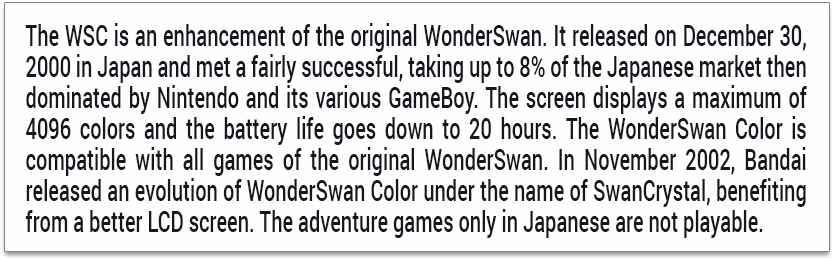 The WSC is an enhancement of the original WonderSwan. It released on December 30,
2000 in Japan and met a fairly successful, taking up to 8% of the Japanese market then
dominated by Nintendo and its various GameBoy. The screen displays a maximum of
4096 colors and the battery life goes down to 20 hours. The WonderSwan Color is
compatible with all games of the original WonderSwan. In November 2002, Bandai
released an evolution of WonderSwan Color under the name of SwanCrystal, benefiting
from a better LCD screen. The adventure games only in Japanese are not playable.